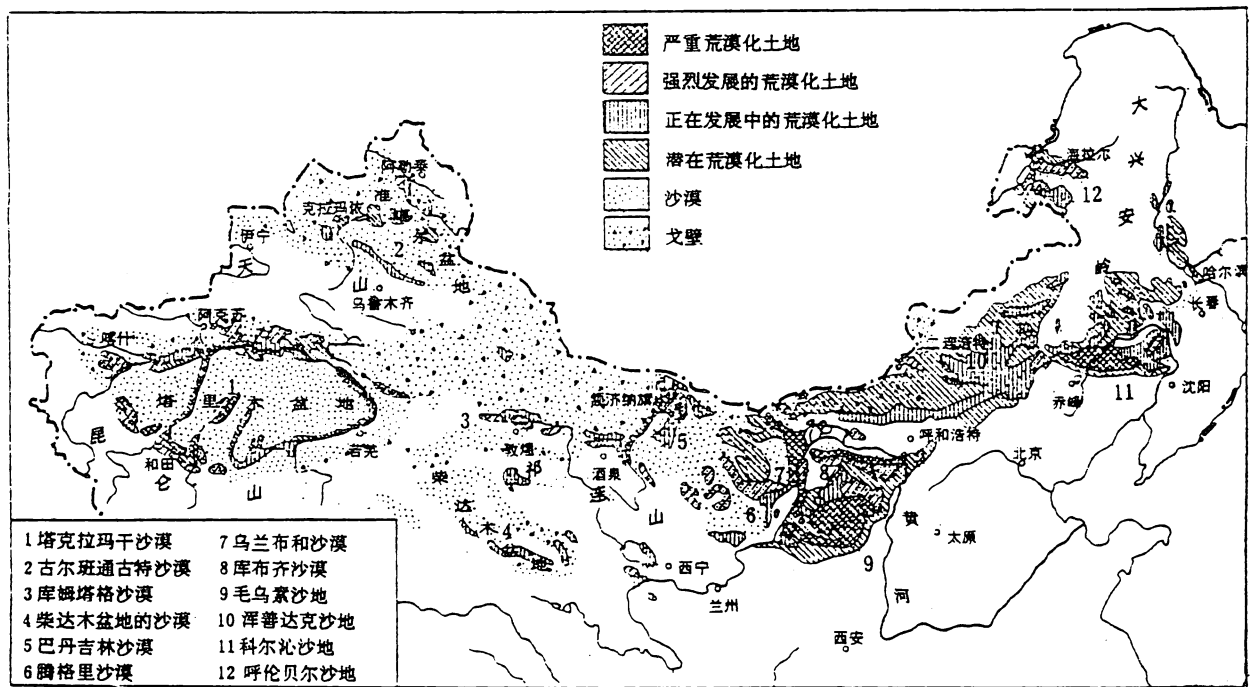 严重荒漠化土地
强烈发展的荒漠化土地
正在发展中的荒漠化土地
潜在荒漠化土地
沙漠
戈壁
大
兴
安
岭
海拉尔
12
哈尔滨
长春
沈阳
11
二连浩特
10
呼和浩特
北京
太原
黄
河
9
西安
阿勒泰
克拉玛依
准
噶
尔
盆
地
2
伊宁
天
山
乌鲁木齐
阿克苏
喀什
1
塔里木盆地
昆
仑
山
和田
若羌
3
敦煌
额济纳旗
5
酒泉
祁
连
山
柴
达
木
盆
地
4
6
7
8
西宁
兰州
1 塔克拉玛干沙漠
2 古尔班通古特沙漠
3 库姆塔格沙漠
4 柴达木盆地的沙漠
5 巴丹吉林沙漠
6 腾格里沙漠
7 乌兰布和沙漠
8 库布齐沙漠
9 毛乌素沙地
10 浑善达克沙地
11 科尔沁沙地
12 呼伦贝尔沙地